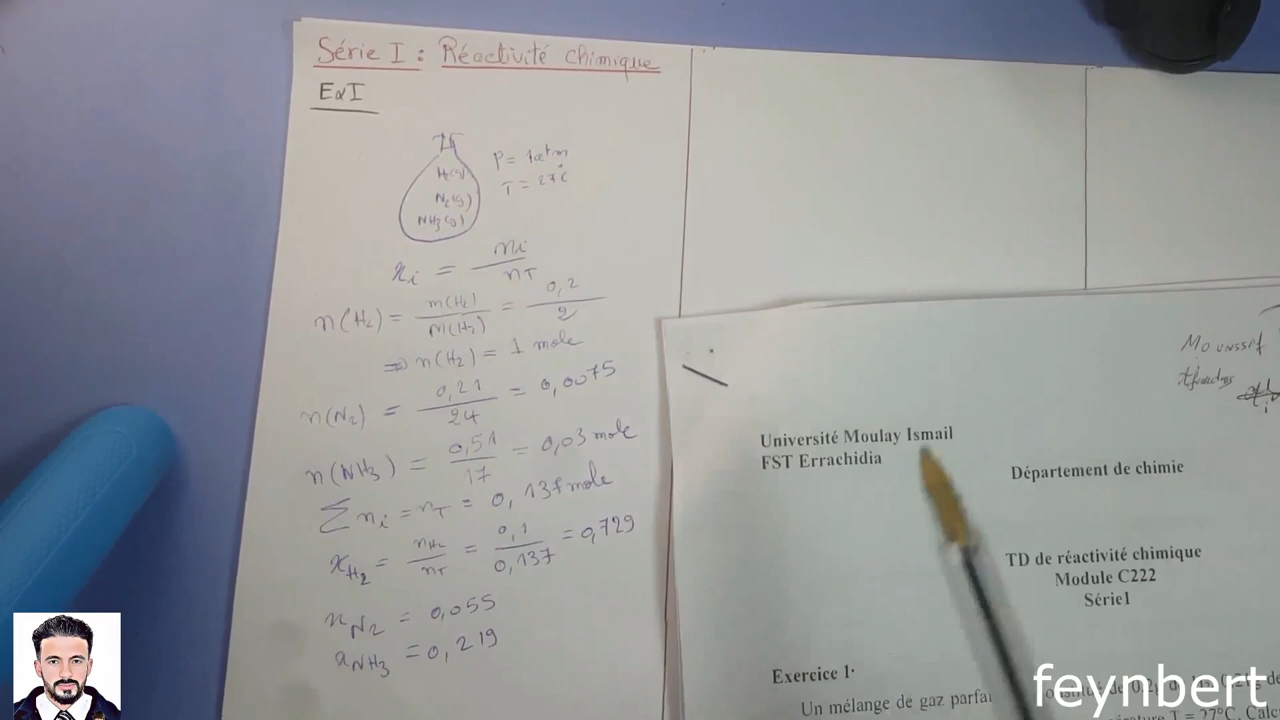 Série I : Réactivité chimique
Ex I
P = 1atm
T = 27°C
H2(g)
N2(g)
NH3(g)
xi = ni / nT
n(H2) = m(H2) / M(H2) = 0,2 / 2
⇒ n(H2) = 1 mole
n(N2) = 0,21 / 24 = 0,0075
n(NH3) = 0,51 / 17 = 0,03 mole
∑ ni = nT = 0,137 mole
xH2 = nH2 / nT = 0,1 / 0,137 = 0,729
xN2 = 0,055
xNH3 = 0,219
Université Moulay Ismail
FST Errachidia
Département de chimie
TD de réactivité chimique
Module C222
Série1
Exercice 1·
Un mélange de gaz parfai
T = 27°C. Calc
feynbert